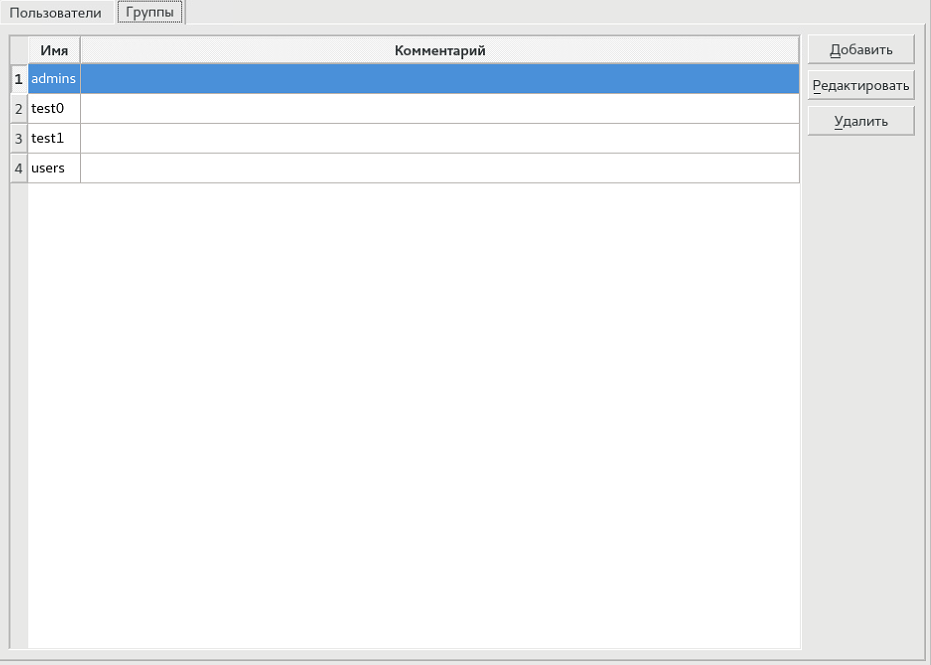 Пользователи Группы
Имя Комментарий Добавить
1 admins
Редактировать
2 test0
Удалить
3 test1
4 users